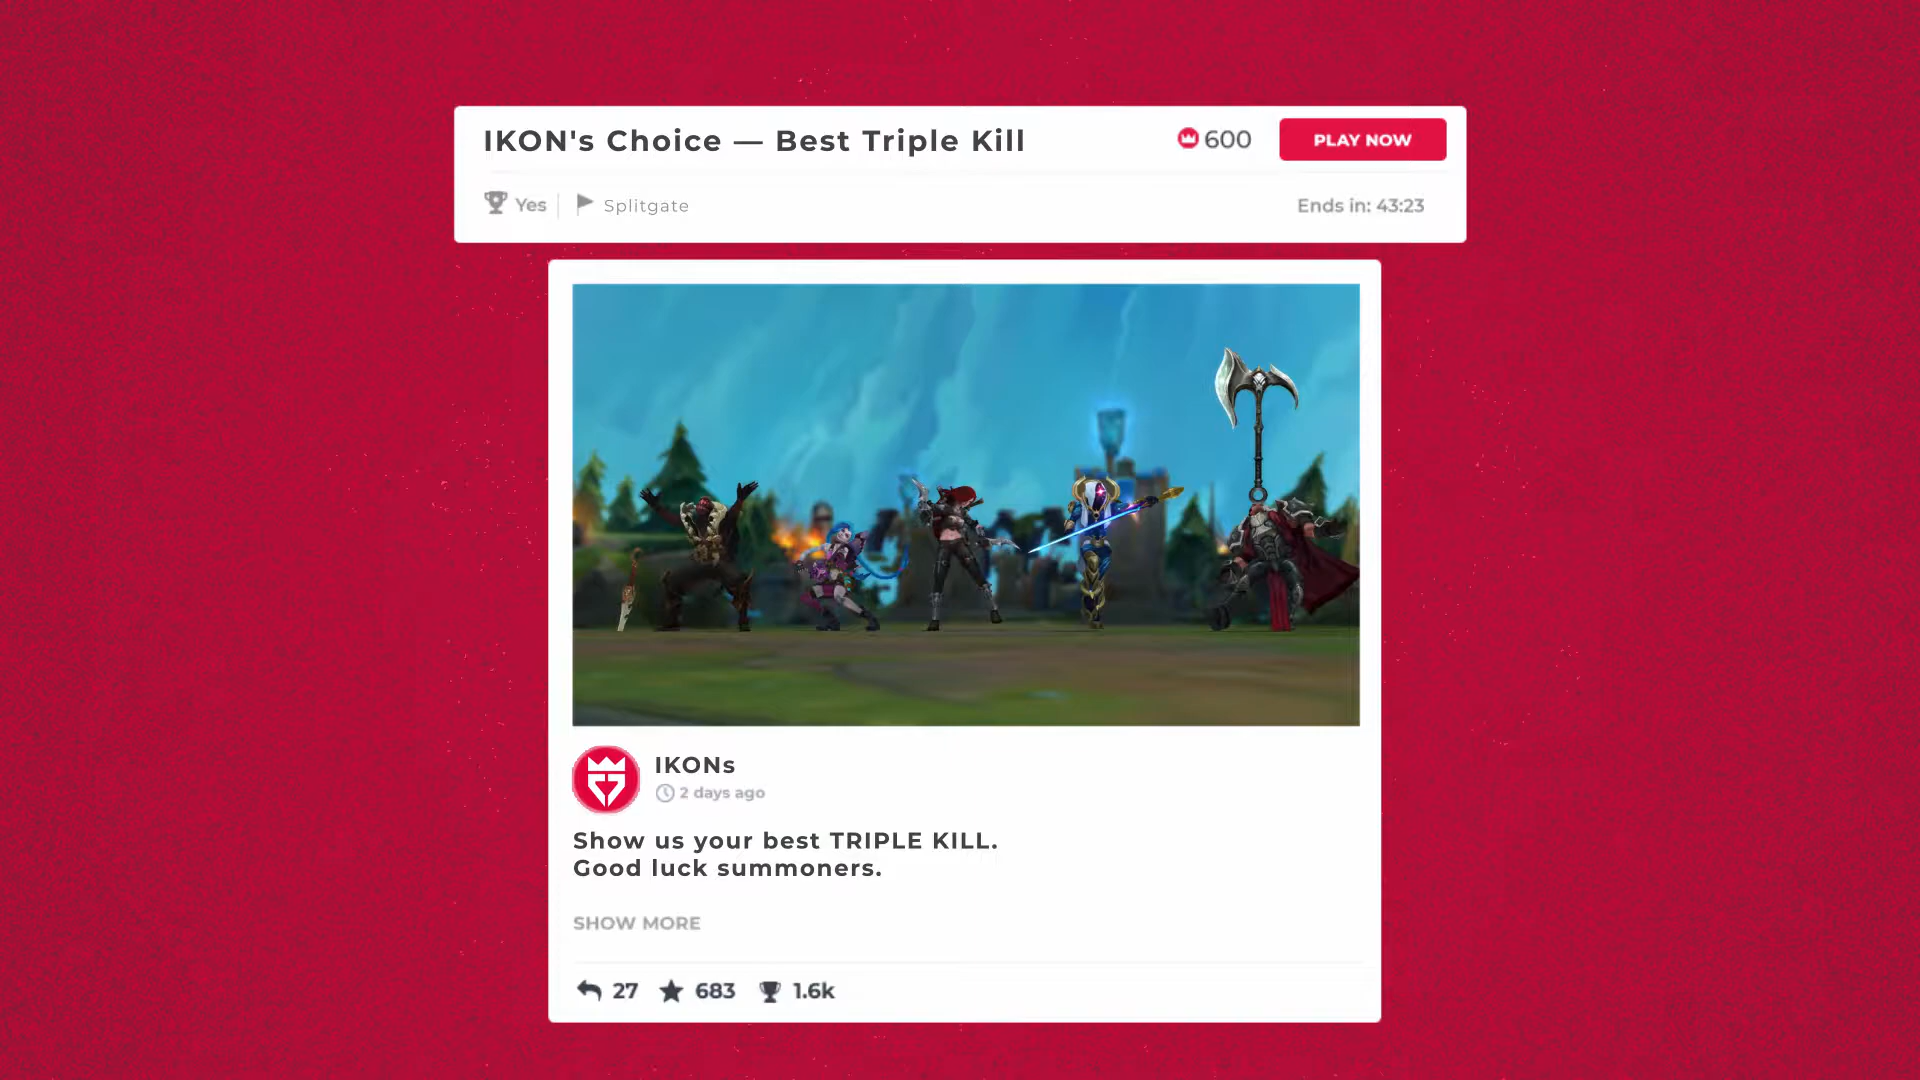 IKON's Choice — Best Triple Kill
600
PLAY NOW
Yes
Splitgate
Ends in: 43:23
IKONs
2 days ago
Show us your best TRIPLE KILL.
Good luck summoners.
SHOW MORE
27
683
1.6k